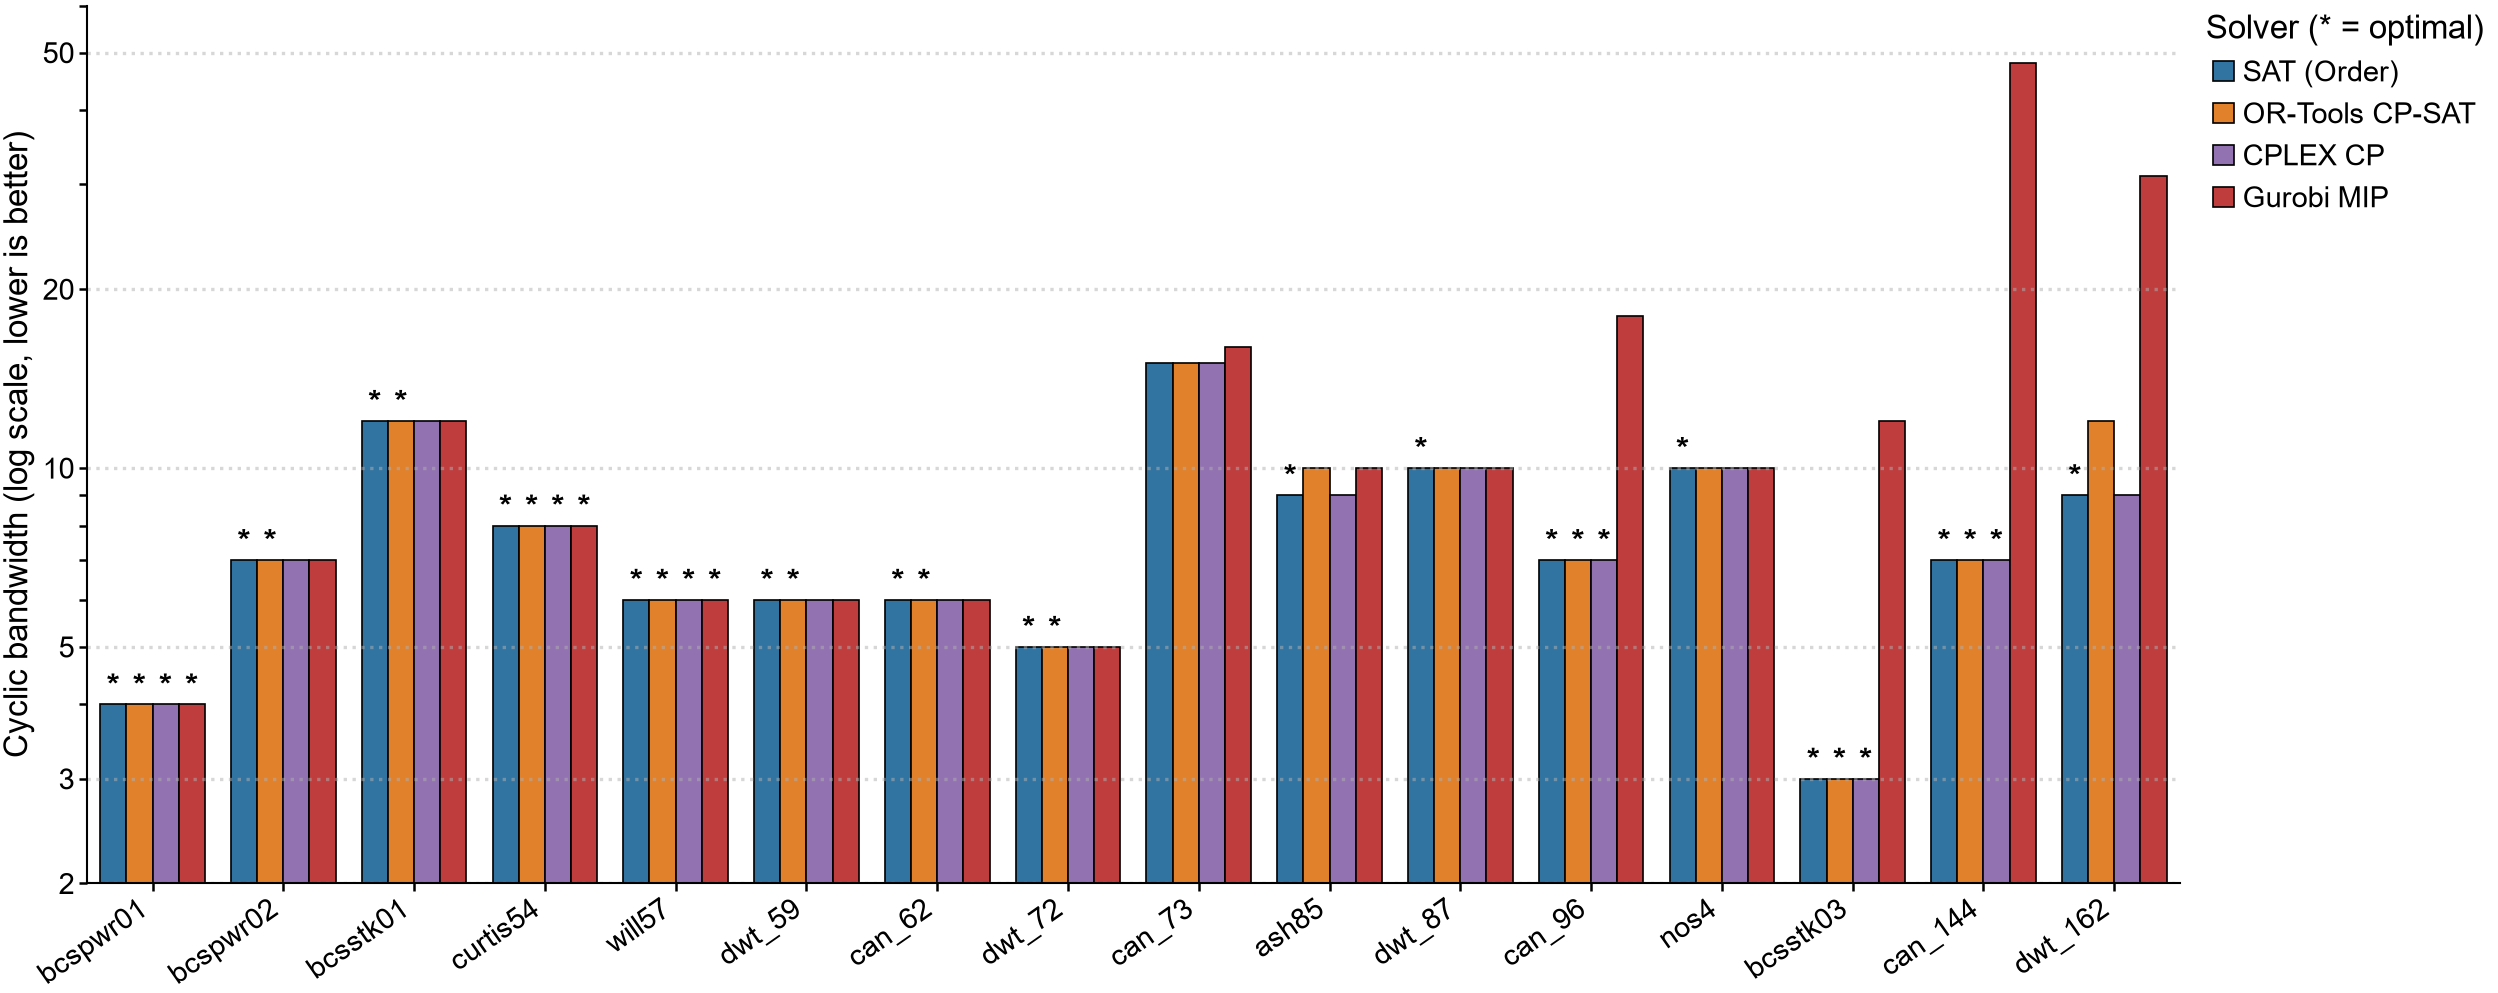 Cyclic bandwidth (log scale, lower is better)
50
20
10
5
3
2
* * * *
* *
* *
* * * *
* * * *
* *
* *
* *
*
*
* * *
*
* * *
* * *
*
bcspwr01
bcspwr02
bcsstk01
curtis54
will57
dwt_59
can_62
dwt_72
can_73
ash85
dwt_87
can_96
nos4
bcsstk03
can_144
dwt_162
Solver (* = optimal)
SAT (Order)
OR-Tools CP-SAT
CPLEX CP
Gurobi MIP